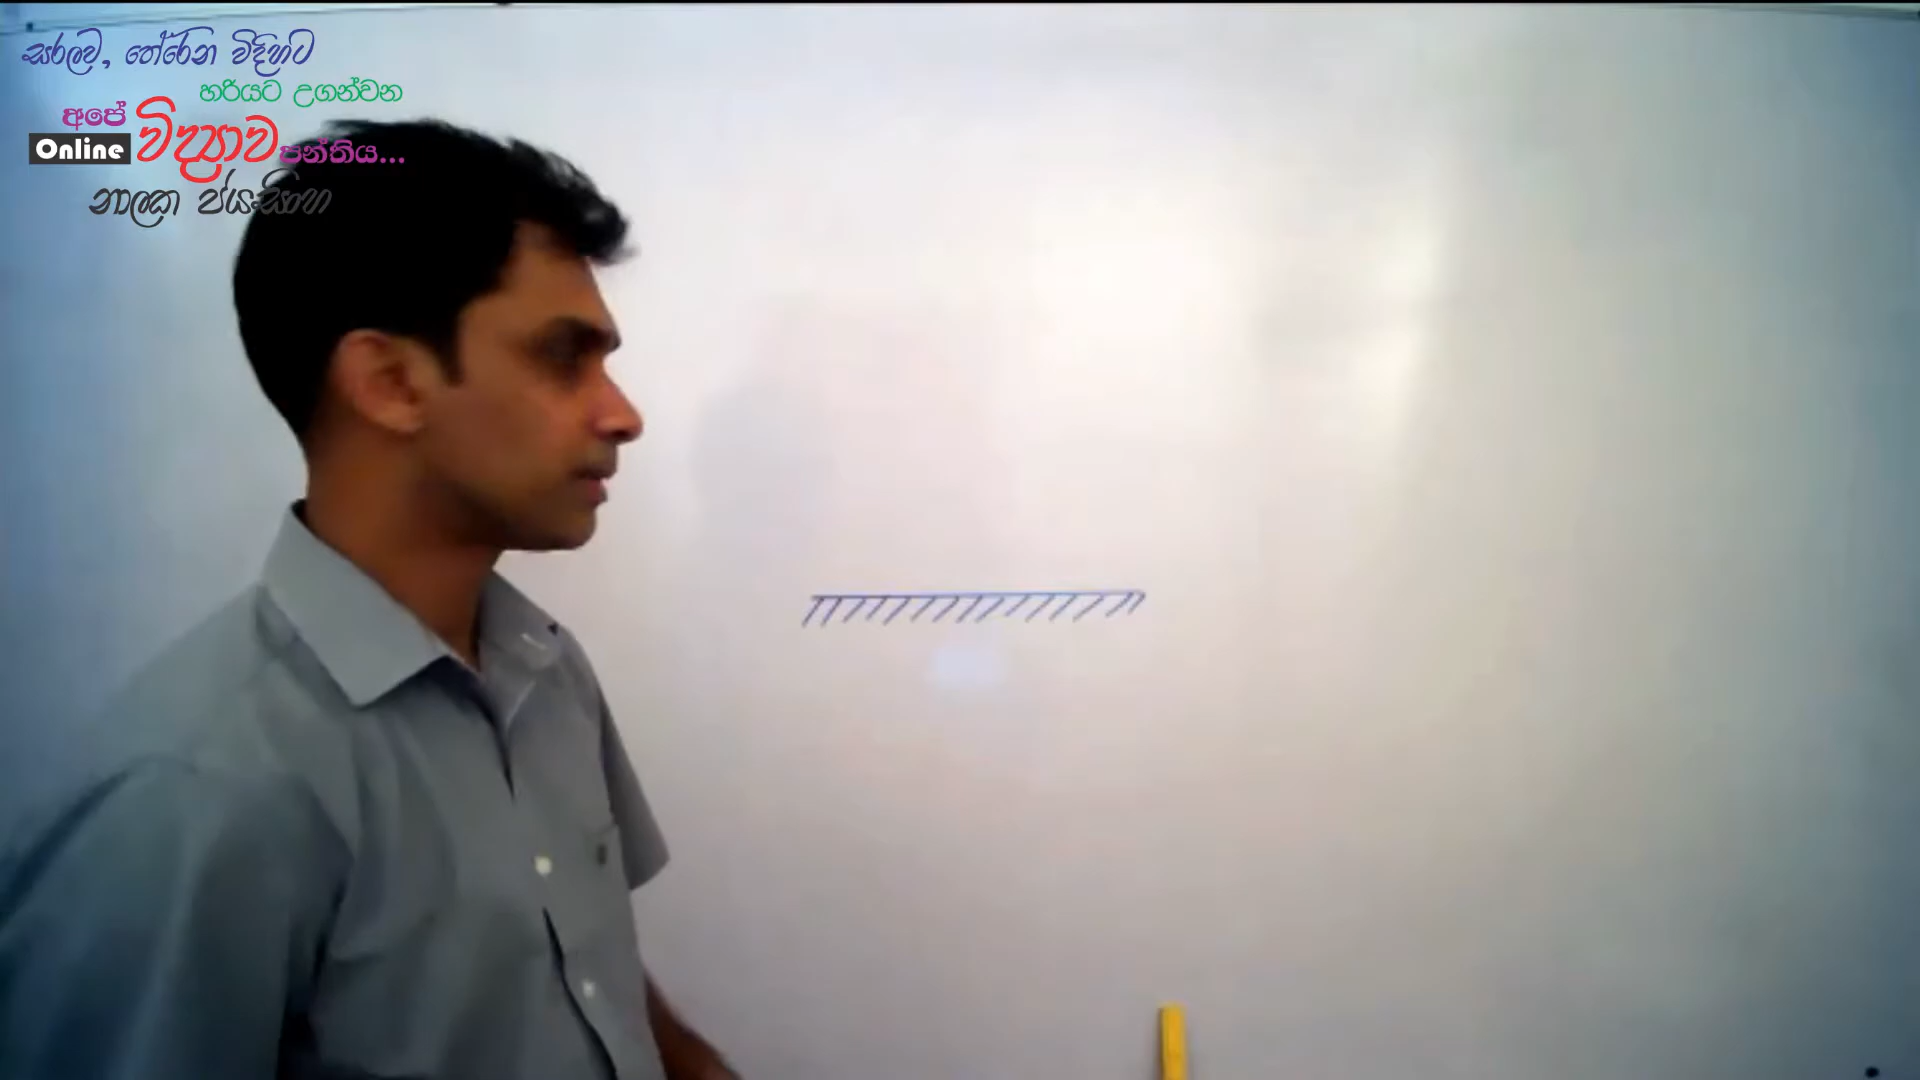 සරලව, තේරෙන විදිහට
හරියට උගන්වන
අපේ
Online විද්‍යාව පන්තිය...
නාලක ජයසිංහ